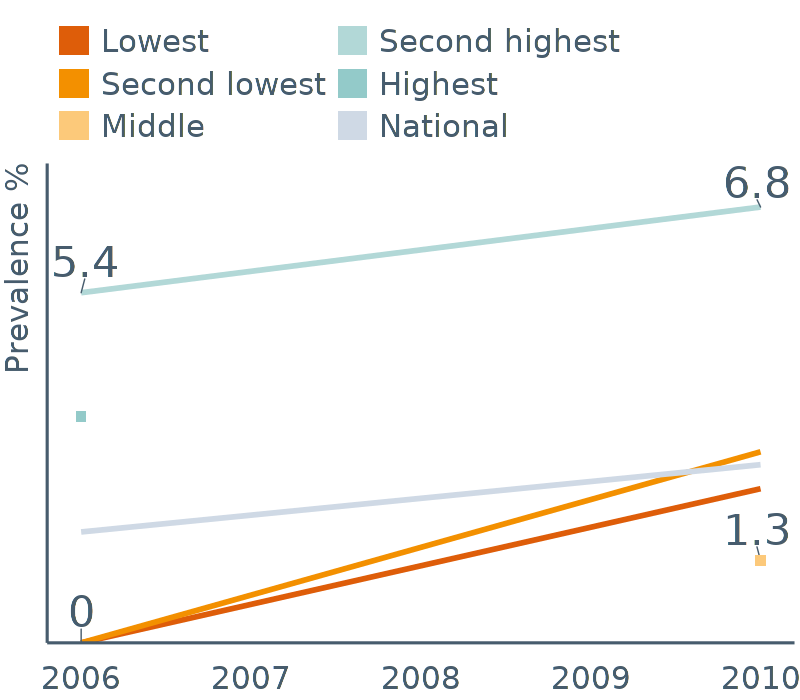 Lowest
Second lowest
Middle
Second highest
Highest
National
Prevalence %
6.8
5.4
1.3
0
2006 2007 2008 2009 2010